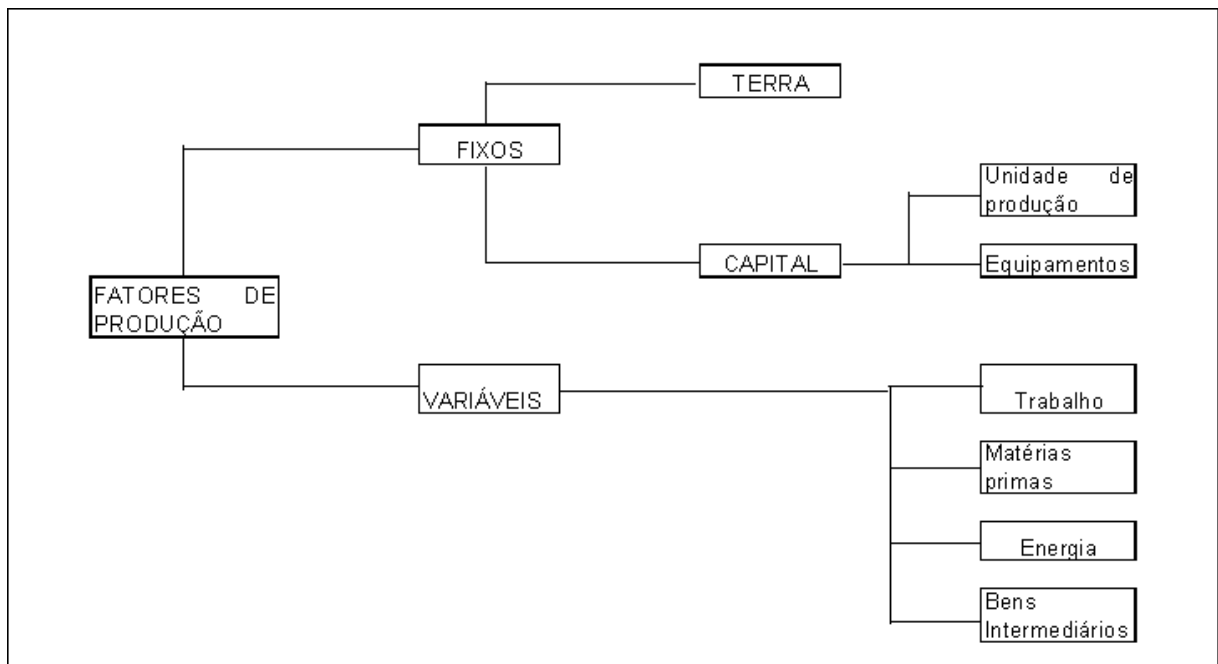 TERRA
FIXOS
Unidade de
produção
CAPITAL
Equipamentos
FATORES DE
PRODUÇÃO
VARIÁVEIS
Trabalho
Matérias
primas
Energia
Bens
Intermediários